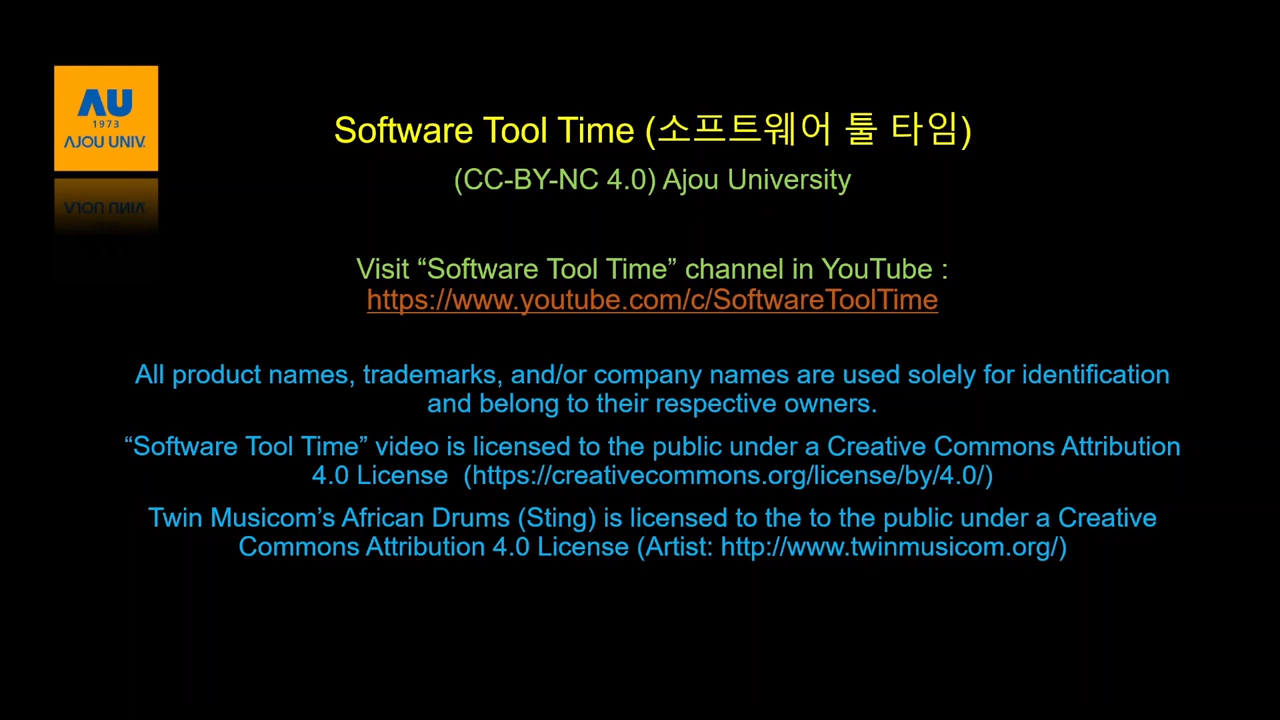 AU
1973
AJOU UNIV.
Software Tool Time (소프트웨어 툴 타임)
(CC-BY-NC 4.0) Ajou University
Visit “Software Tool Time” channel in YouTube :
https://www.youtube.com/c/SoftwareToolTime
All product names, trademarks, and/or company names are used solely for identification
and belong to their respective owners.
“Software Tool Time” video is licensed to the public under a Creative Commons Attribution
4.0 License  (https://creativecommons.org/license/by/4.0/)
Twin Musicom’s African Drums (Sting) is licensed to the to the public under a Creative
Commons Attribution 4.0 License (Artist: http://www.twinmusicom.org/)